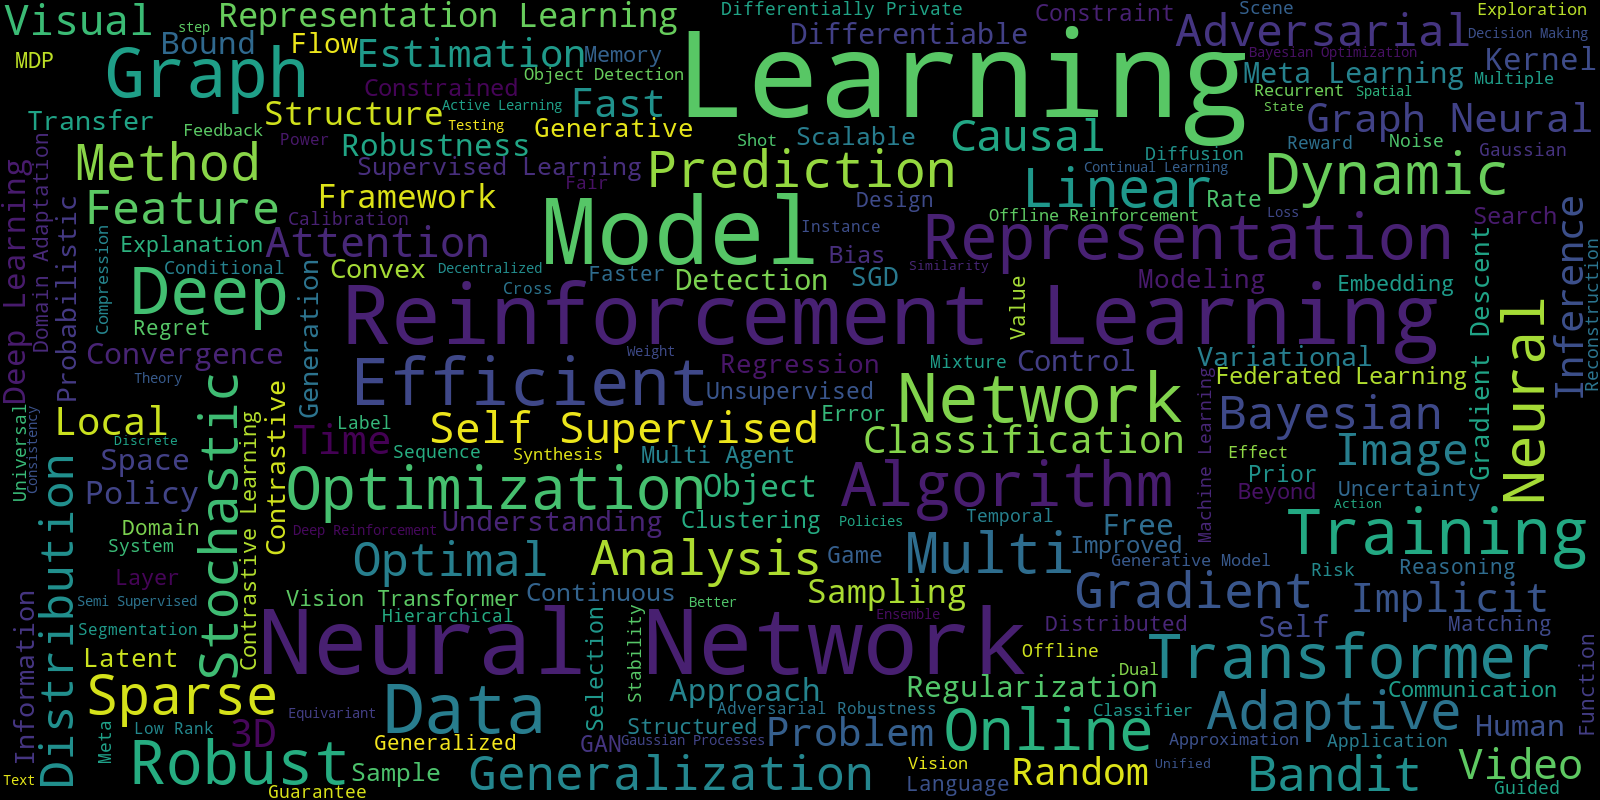 Visual
step
Representation Learning
Differentially Private
Constraint
Scene
Exploration
MDP
Bound
Flow
Estimation
Memory
Differentiable
Adversarial
Decision Making
Graph
Learning
Bayesian Optimization
Kernel
Constrained
Object Detection
Meta Learning
Multiple
Transfer
Structure
Active Learning
Fast
Recurrent
Spatial
Feedback
Testing
Generative
State
Graph Neural
Power
Robustness
Shot
Scalable
Causal
Diffusion
Reward
Noise
Gaussian
Method
Supervised Learning
Prediction
Continual Learning
Dynamic
Fair
Framework
Model
Design
Linear
Rate
Deep Learning
Domain Adaptation
Probabilistic
Feature
Calibration
Instance
Offline Reinforcement
Loss
Search
Inference
Compression
Explanation
Attention
Bias
Representation
Descent
Gradient
Reconstruction
Conditional
Generation
Convex
Decentralized
Faster
Detection
SGD
Similarity
Modeling
Embedding
Deep
Cross
Value
Regret
Reinforcement Learning
Neural
Convergence
Weight
Regression
Mixture
Control
Variational
Theory
Efficient
Unsupervised
Network
Machine Learning
Federated Learning
Universal
Consistency
Local
Stochastic
Contrastive Learning
Contrastive
Label
Time
Self Supervised
Error
Bayesian
Discrete
Space
Sequence
Synthesis
Multi Agent
Classification
Effect
Image
Policy
Optimization
Object
Algorithm
Prior
Beyond
Uncertainty
Action
Distribution
Domain
System
Deep Reinforcement
Understanding
Clustering
Policies
Temporal
Free
Training
Layer
Optimal
Analysis
Game
Multi
Improved
Generative Model
Risk
Reasoning
Information
Semi Supervised
Vision Transformer
Continuous
Better
Sampling
Gradient
Implicit
Segmentation
Hierarchical
Selection
Stability
Ensemble
Distributed
Self
Matching
Latent
Neural Network
Offline
Dual
Transformer
Function
Sparse
Approach
Regularization
Communication
Meta
Low Rank
3D
Equivariant
Data
Structured
Adversarial Robustness
Classifier
Adaptive
Human
Generalized
GAN
Gaussian Processes
Problem
Online
Approximation
Application
Text
Robust
Sample
Guarantee
Generalization
Vision
Language
Random
Unified
Bandit
Video
Guided